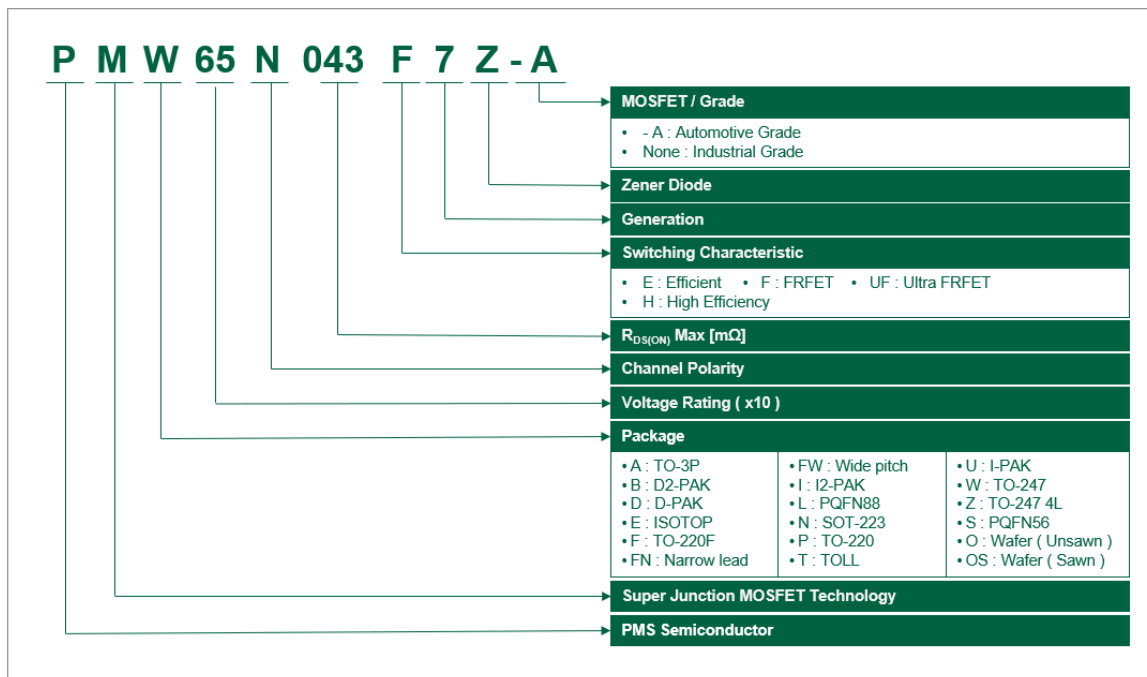 P M W 65 N 043 F 7 Z - A
MOSFET / Grade
• - A : Automotive Grade
• None : Industrial Grade
Zener Diode
Generation
Switching Characteristic
• E : Efficient • F : FRFET • UF : Ultra FRFET
• H : High Efficiency
RDS(ON) Max [mΩ]
Channel Polarity
Voltage Rating ( x10 )
Package
• A : TO-3P
• B : D2-PAK
• D : D-PAK
• E : ISOTOP
• F : TO-220F
• FN : Narrow lead
• FW : Wide pitch
• I : I2-PAK
• L : PQFN88
• N : SOT-223
• P : TO-220
• T : TOLL
• U : I-PAK
• W : TO-247
• Z : TO-247 4L
• S : PQFN56
• O : Wafer ( Unsawn )
• OS : Wafer ( Sawn )
Super Junction MOSFET Technology
PMS Semiconductor